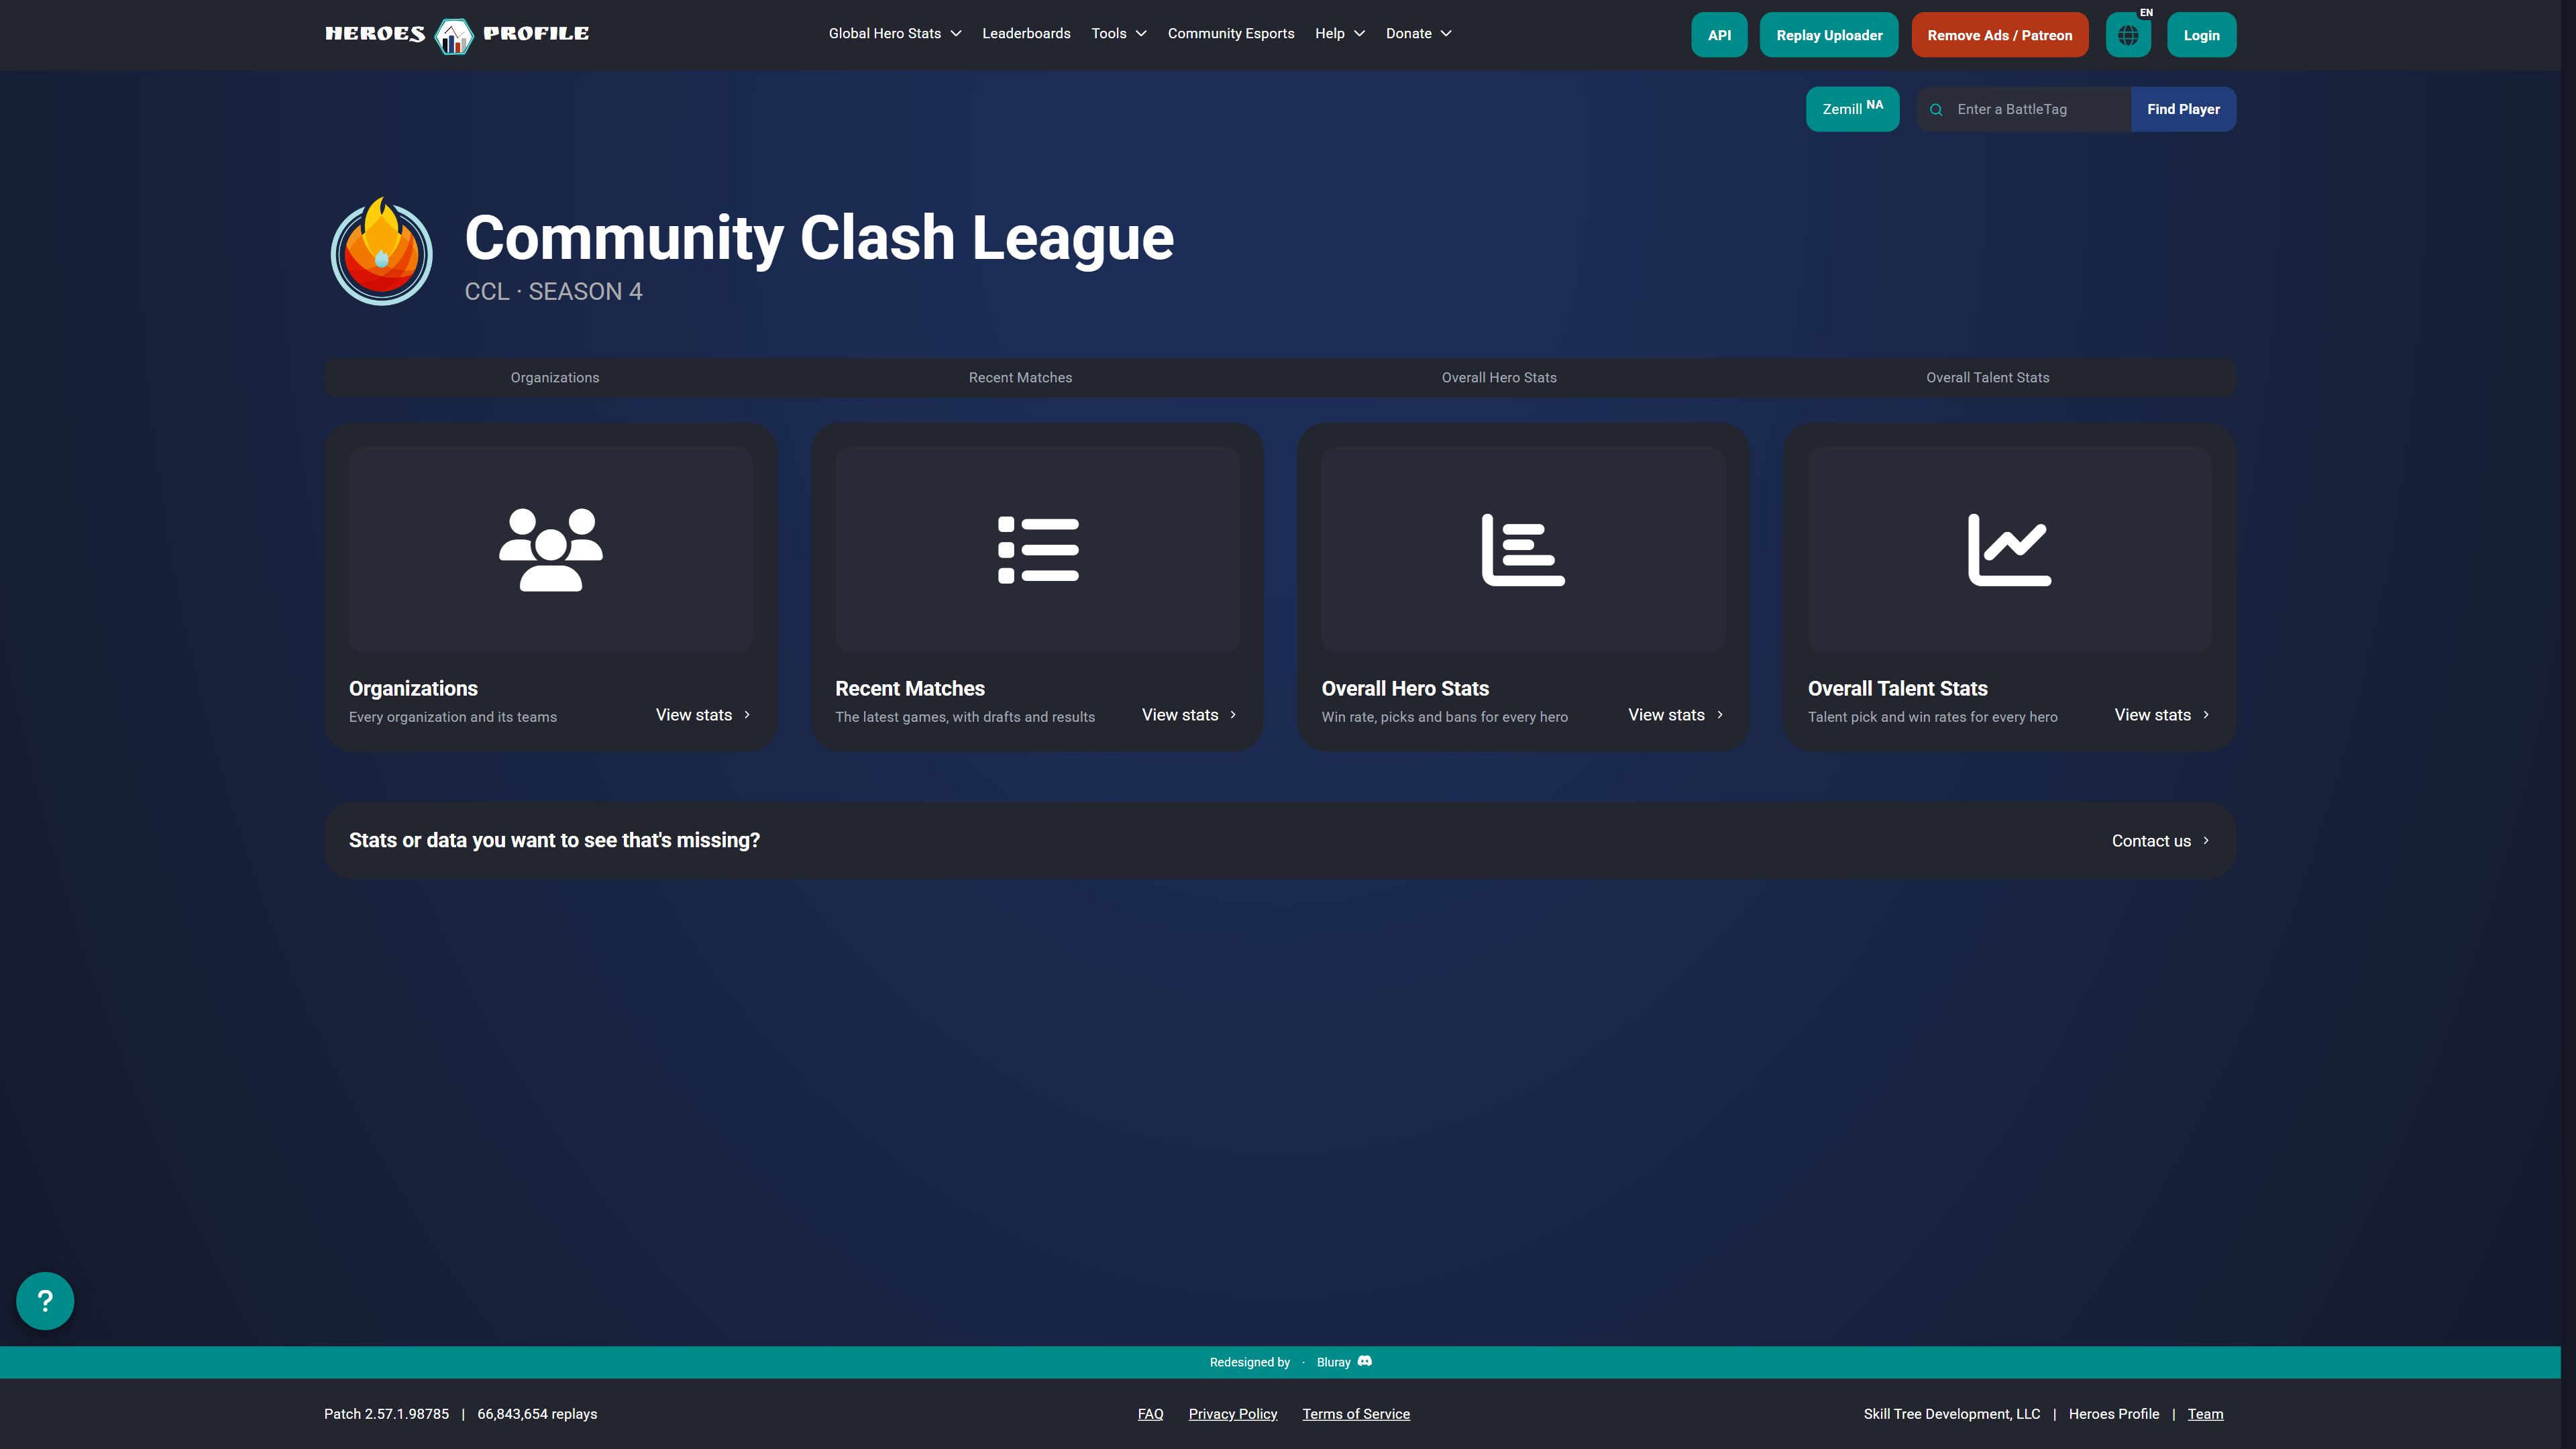 HEROES PROFILE
Global Hero Stats Leaderboards Tools Community Esports Help Donate
API Replay Uploader Remove Ads / Patreon EN Login
Zemill NA Enter a BattleTag Find Player
Community Clash League
CCL · SEASON 4
Organizations Recent Matches Overall Hero Stats Overall Talent Stats
Organizations
Every organization and its teams
View stats
Recent Matches
The latest games, with drafts and results
View stats
Overall Hero Stats
Win rate, picks and bans for every hero
View stats
Overall Talent Stats
Talent pick and win rates for every hero
View stats
Stats or data you want to see that's missing? Contact us
?
Redesigned by · Bluray
Patch 2.57.1.98785 | 66,843,654 replays
FAQ Privacy Policy Terms of Service
Skill Tree Development, LLC | Heroes Profile | Team